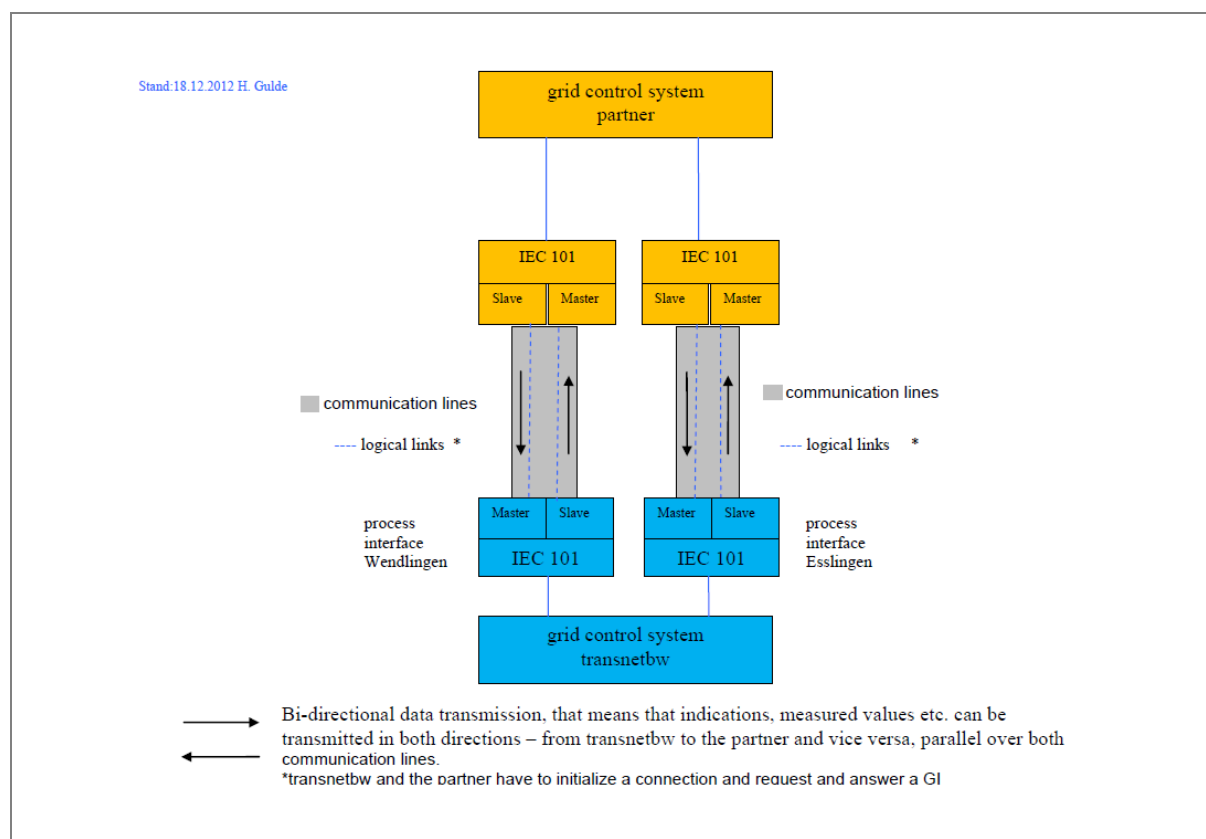 Stand:18.12.2012 H. Gulde
grid control system
partner
IEC 101
IEC 101
Slave
Master
Slave
Master
communication lines
communication lines
---- logical links *
---- logical links *
Master
Slave
Master
Slave
process
interface
Wendlingen
IEC 101
IEC 101
process
interface
Esslingen
grid control system
transnetbw
Bi-directional data transmission, that means that indications, measured values etc. can be
transmitted in both directions – from transnetbw to the partner and vice versa, parallel over both
communication lines.
*transnetbw and the partner have to initialize a connection and request and answer a GI